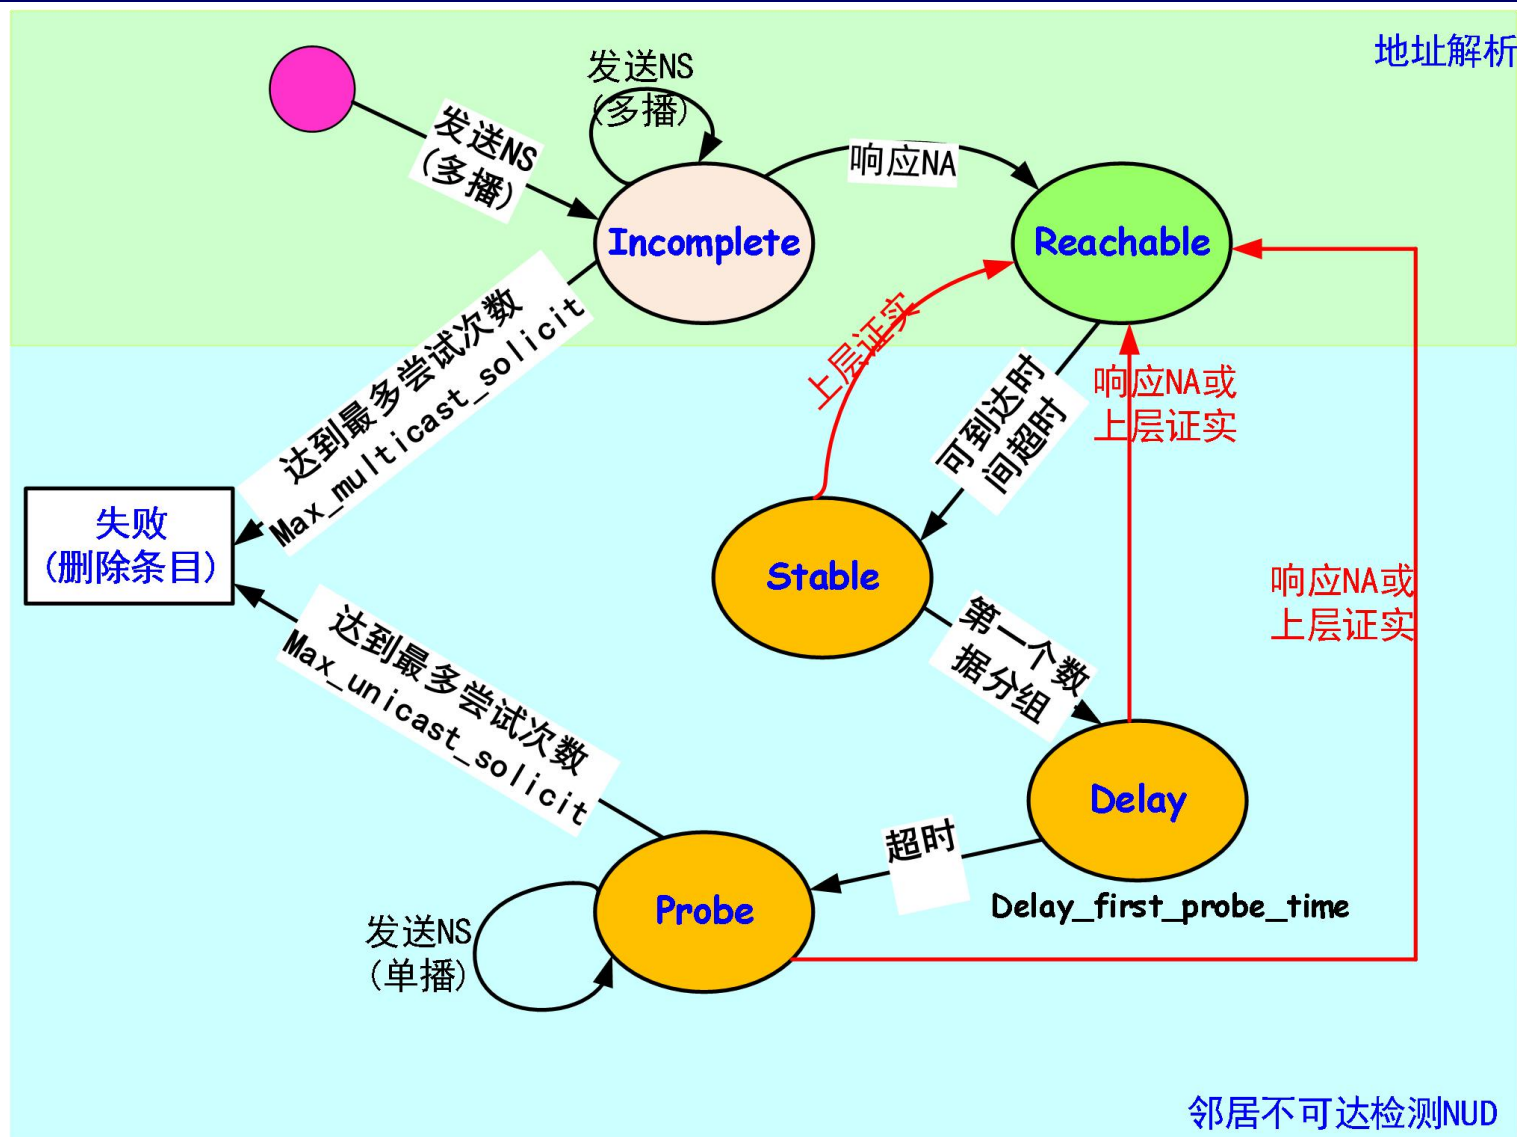 地址解析
发送NS
(多播)
发送NS
(多播)
响应NA
Incomplete
Reachable
上层证实
达到最多尝试次数
Max_multicast_solicit
可到达时
间超时
响应NA或
上层证实
失败
(删除条目)
Stable
响应NA或
上层证实
第一个数
据分组
达到最多尝试次数
Max_unicast_solicit
Delay
超时
Delay_first_probe_time
Probe
发送NS
(单播)
邻居不可达检测NUD